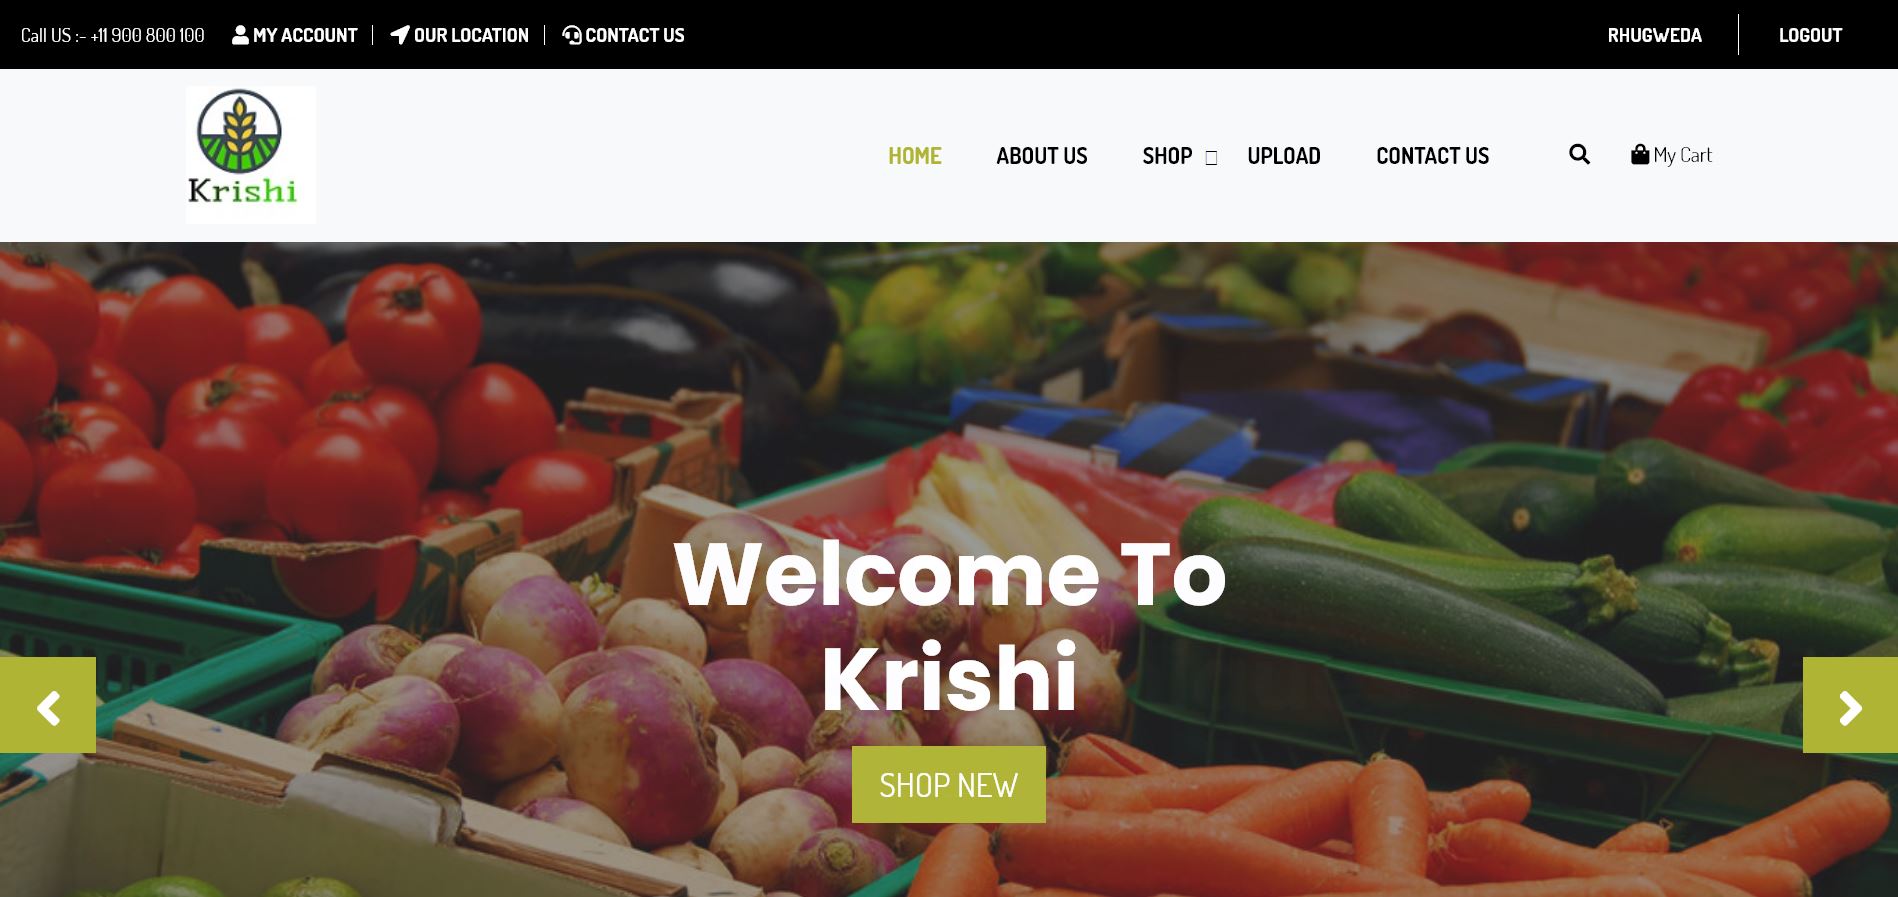 Call US :- +11 900 800 100 MY ACCOUNT OUR LOCATION CONTACT US RHUGWEDA LOGOUT
Krishi
HOME ABOUT US SHOP UPLOAD CONTACT US My Cart
Welcome To
Krishi
SHOP NEW